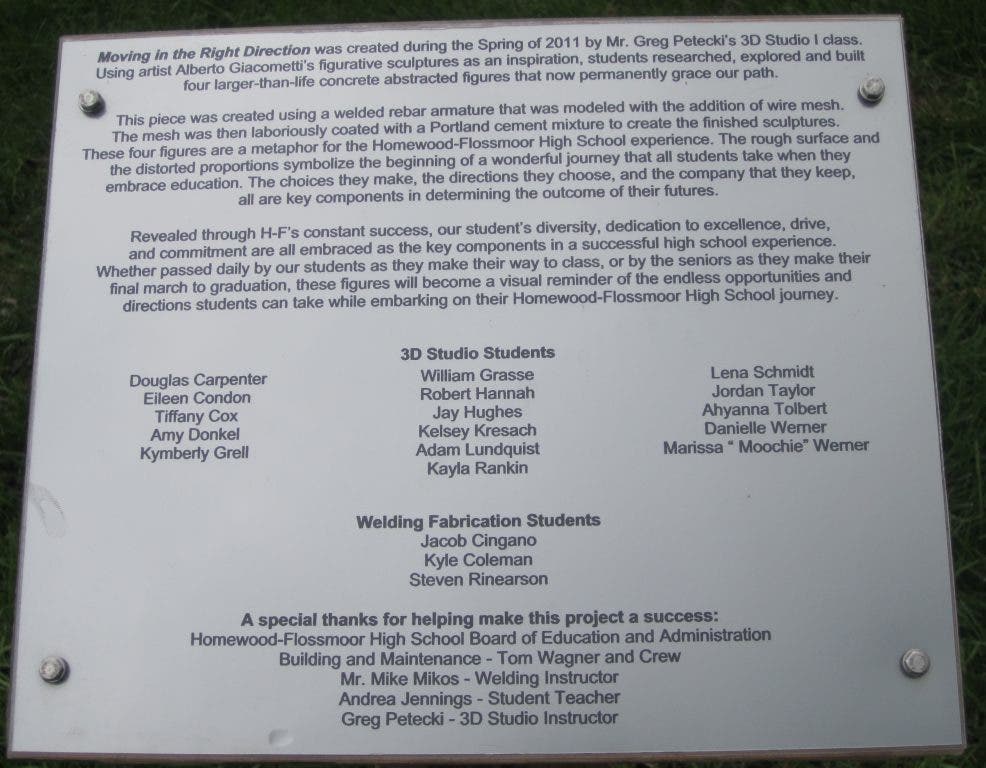 Moving in the Right Direction was created during the Spring of 2011 by Mr. Greg Petecki's 3D Studio I class.
Using artist Alberto Giacometti's figurative sculptures as an inspiration, students researched, explored and built
four larger-than-life concrete abstracted figures that now permanently grace our path.
This piece was created using a welded rebar armature that was modeled with the addition of wire mesh.
The mesh was then laboriously coated with a Portland cement mixture to create the finished sculptures.
These four figures are a metaphor for the Homewood-Flossmoor High School experience. The rough surface and
the distorted proportions symbolize the beginning of a wonderful journey that all students take when they
embrace education. The choices they make, the directions they choose, and the company that they keep,
all are key components in determining the outcome of their futures.
Revealed through H-F's constant success, our student's diversity, dedication to excellence, drive,
and commitment are all embraced as the key components in a successful high school experience.
Whether passed daily by our students as they make their way to class, or by the seniors as they make their
final march to graduation, these figures will become a visual reminder of the endless opportunities and
directions students can take while embarking on their Homewood-Flossmoor High School journey.
3D Studio Students
Douglas Carpenter
Eileen Condon
Tiffany Cox
Amy Donkel
Kymberly Grell
William Grasse
Robert Hannah
Jay Hughes
Kelsey Kresach
Adam Lundquist
Kayla Rankin
Lena Schmidt
Jordan Taylor
Ahyanna Tolbert
Danielle Werner
Marissa " Moochie" Werner
Welding Fabrication Students
Jacob Cingano
Kyle Coleman
Steven Rinearson
A special thanks for helping make this project a success:
Homewood-Flossmoor High School Board of Education and Administration
Building and Maintenance - Tom Wagner and Crew
Mr. Mike Mikos - Welding Instructor
Andrea Jennings - Student Teacher
Greg Petecki - 3D Studio Instructor